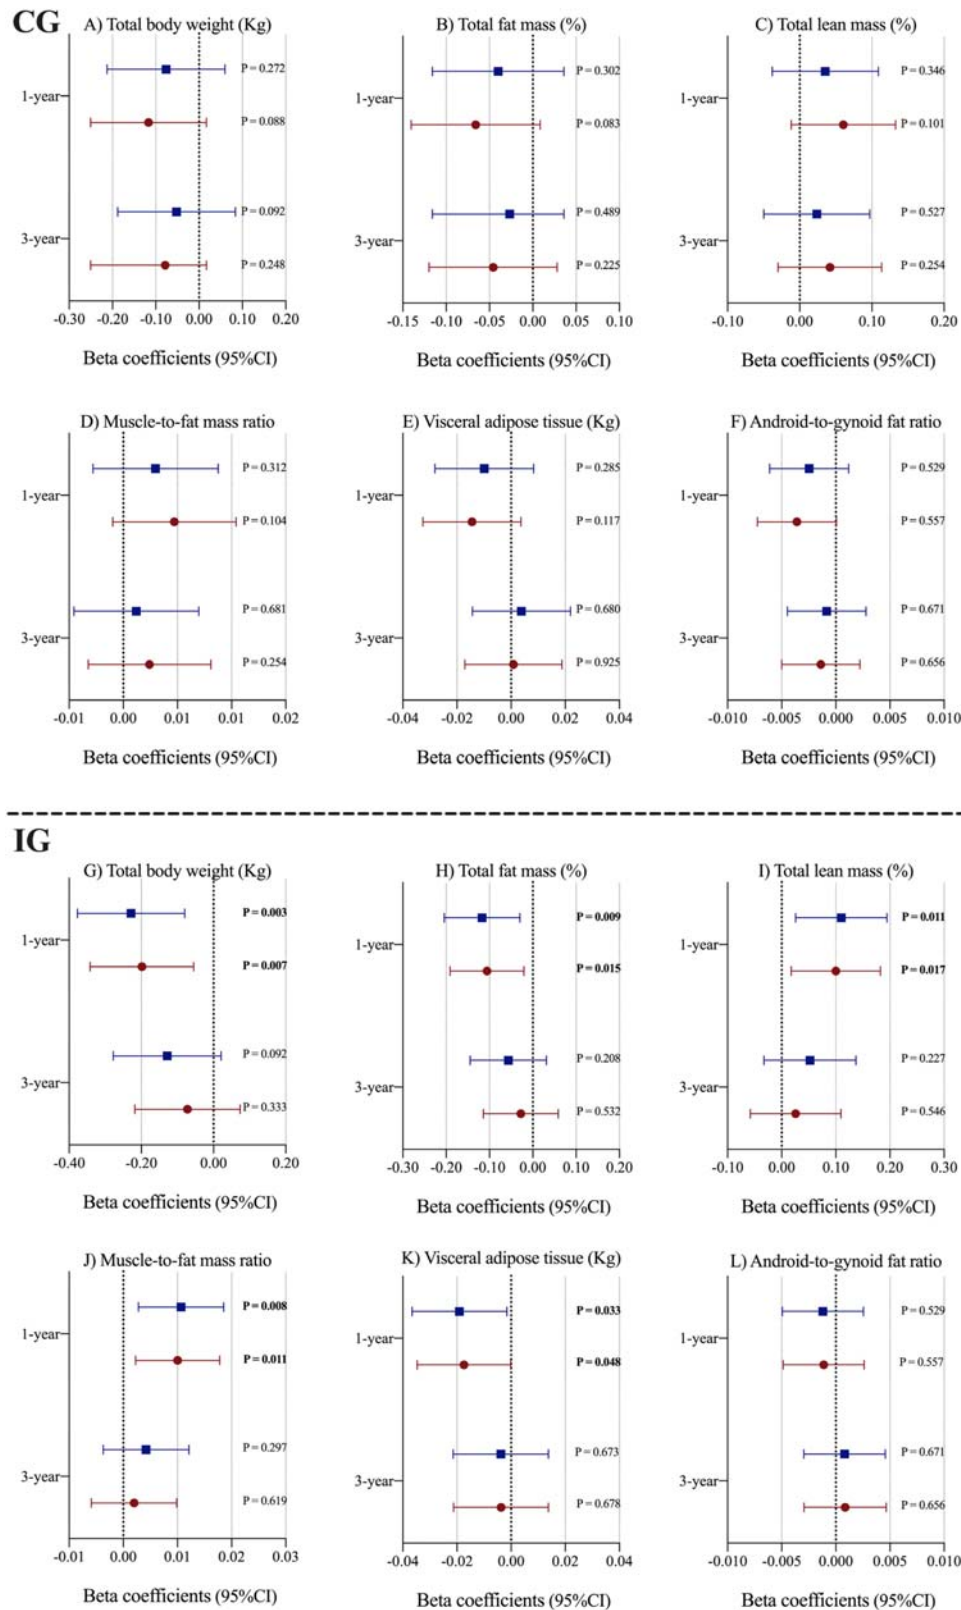 CG
A) Total body weight (Kg)
B) Total fat mass (%)
C) Total lean mass (%)
1-year
P = 0.272
P = 0.088
3-year
P = 0.092
P = 0.248
-0.30 -0.10 0.00 0.10 0.20
Beta coefficients (95%CI)
1-year
P = 0.302
P = 0.083
3-year
P = 0.489
P = 0.225
-0.15 -0.05 0.00 0.05 0.10
Beta coefficients (95%CI)
1-year
P = 0.346
P = 0.101
3-year
P = 0.527
P = 0.254
0.00 0.10 0.20
Beta coefficients (95%CI)
D) Muscle-to-fat mass ratio
E) Visceral adipose tissue (Kg)
F) Android-to-gynoid fat ratio
1-year
P = 0.312
P = 0.104
3-year
P = 0.681
P = 0.254
-0.01 0.00 0.01 0.01 0.02
Beta coefficients (95%CI)
1-year
P = 0.285
P = 0.117
3-year
P = 0.680
P = 0.925
-0.04 -0.02 0.00 0.02 0.04
Beta coefficients (95%CI)
1-year
P = 0.529
P = 0.557
3-year
P = 0.671
P = 0.656
-0.010 -0.005 0.000 0.005 0.010
Beta coefficients (95%CI)
IG
G) Total body weight (Kg)
H) Total fat mass (%)
I) Total lean mass (%)
1-year
P = 0.003
P = 0.007
3-year
P = 0.092
P = 0.333
-0.40 -0.20 0.00 0.20
Beta coefficients (95%CI)
1-year
P = 0.009
P = 0.015
3-year
P = 0.208
P = 0.532
-0.30 -0.10 0.00 0.10 0.20
Beta coefficients (95%CI)
1-year
P = 0.011
P = 0.017
3-year
P = 0.227
P = 0.546
-0.10 0.00 0.10 0.20 0.30
Beta coefficients (95%CI)
J) Muscle-to-fat mass ratio
K) Visceral adipose tissue (Kg)
L) Android-to-gynoid fat ratio
1-year
P = 0.008
P = 0.011
3-year
P = 0.297
P = 0.619
-0.01 0.00 0.01 0.02 0.03
Beta coefficients (95%CI)
1-year
P = 0.033
P = 0.048
3-year
P = 0.673
P = 0.678
-0.04 -0.02 0.00 0.02 0.04
Beta coefficients (95%CI)
1-year
P = 0.529
P = 0.557
3-year
P = 0.671
P = 0.656
-0.010 -0.005 0.000 0.005 0.010
Beta coefficients (95%CI)